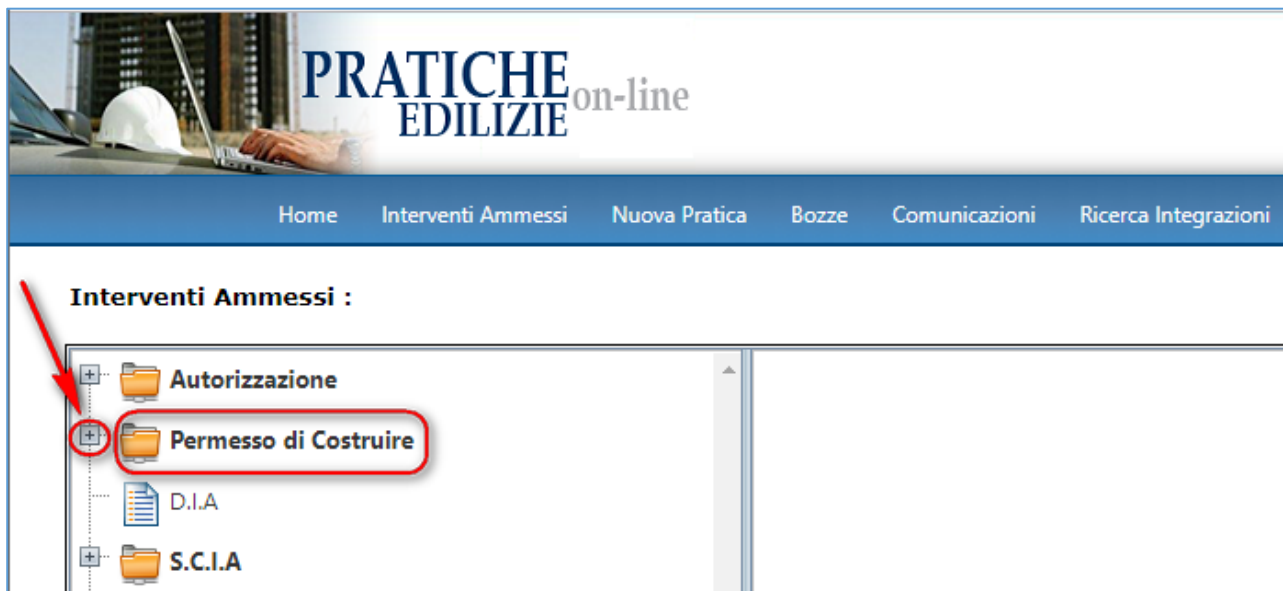 PRATICHE
EDILIZIE on-line
Home Interventi Ammessi Nuova Pratica Bozze Comunicazioni Ricerca Integrazioni
Interventi Ammessi :
Autorizzazione
Permesso di Costruire
D.I.A
S.C.I.A